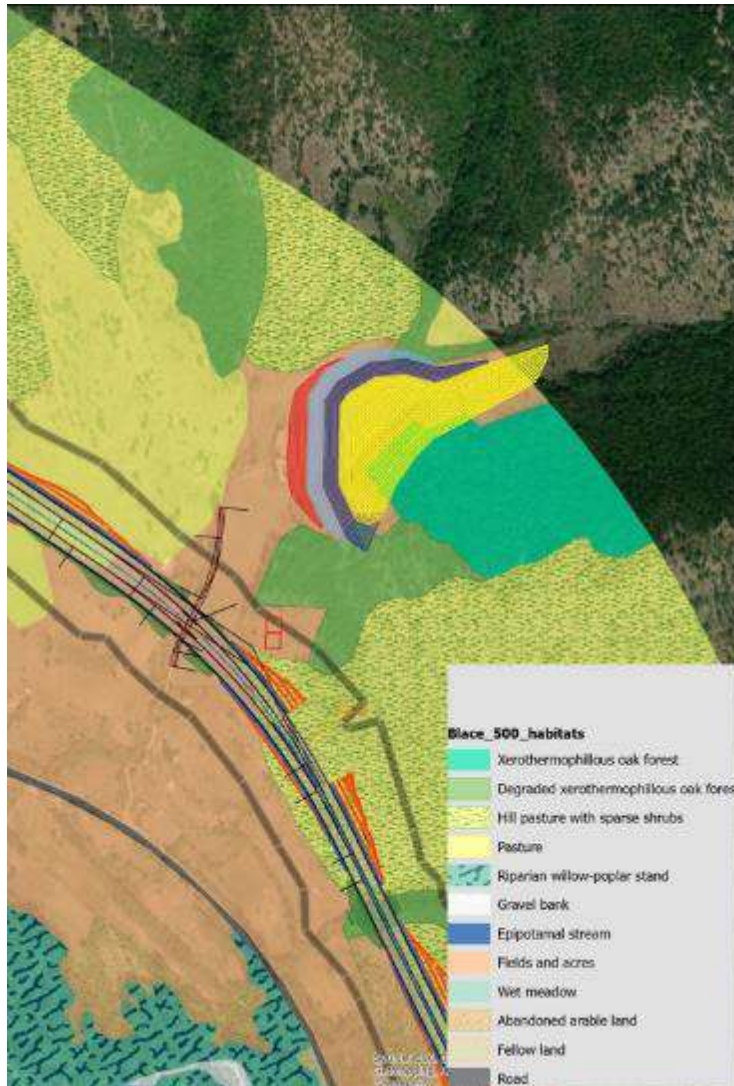 Blace_500_habitats
Xerothermophillous oak forest
Degraded xerothermophillous oak fores
Hill pasture with sparse shrubs
Pasture
Riparian willow-poplar stand
Gravel bank
Epipotamal stream
Fields and acres
Wet meadow
Abandoned arable land
Fellow land
Road